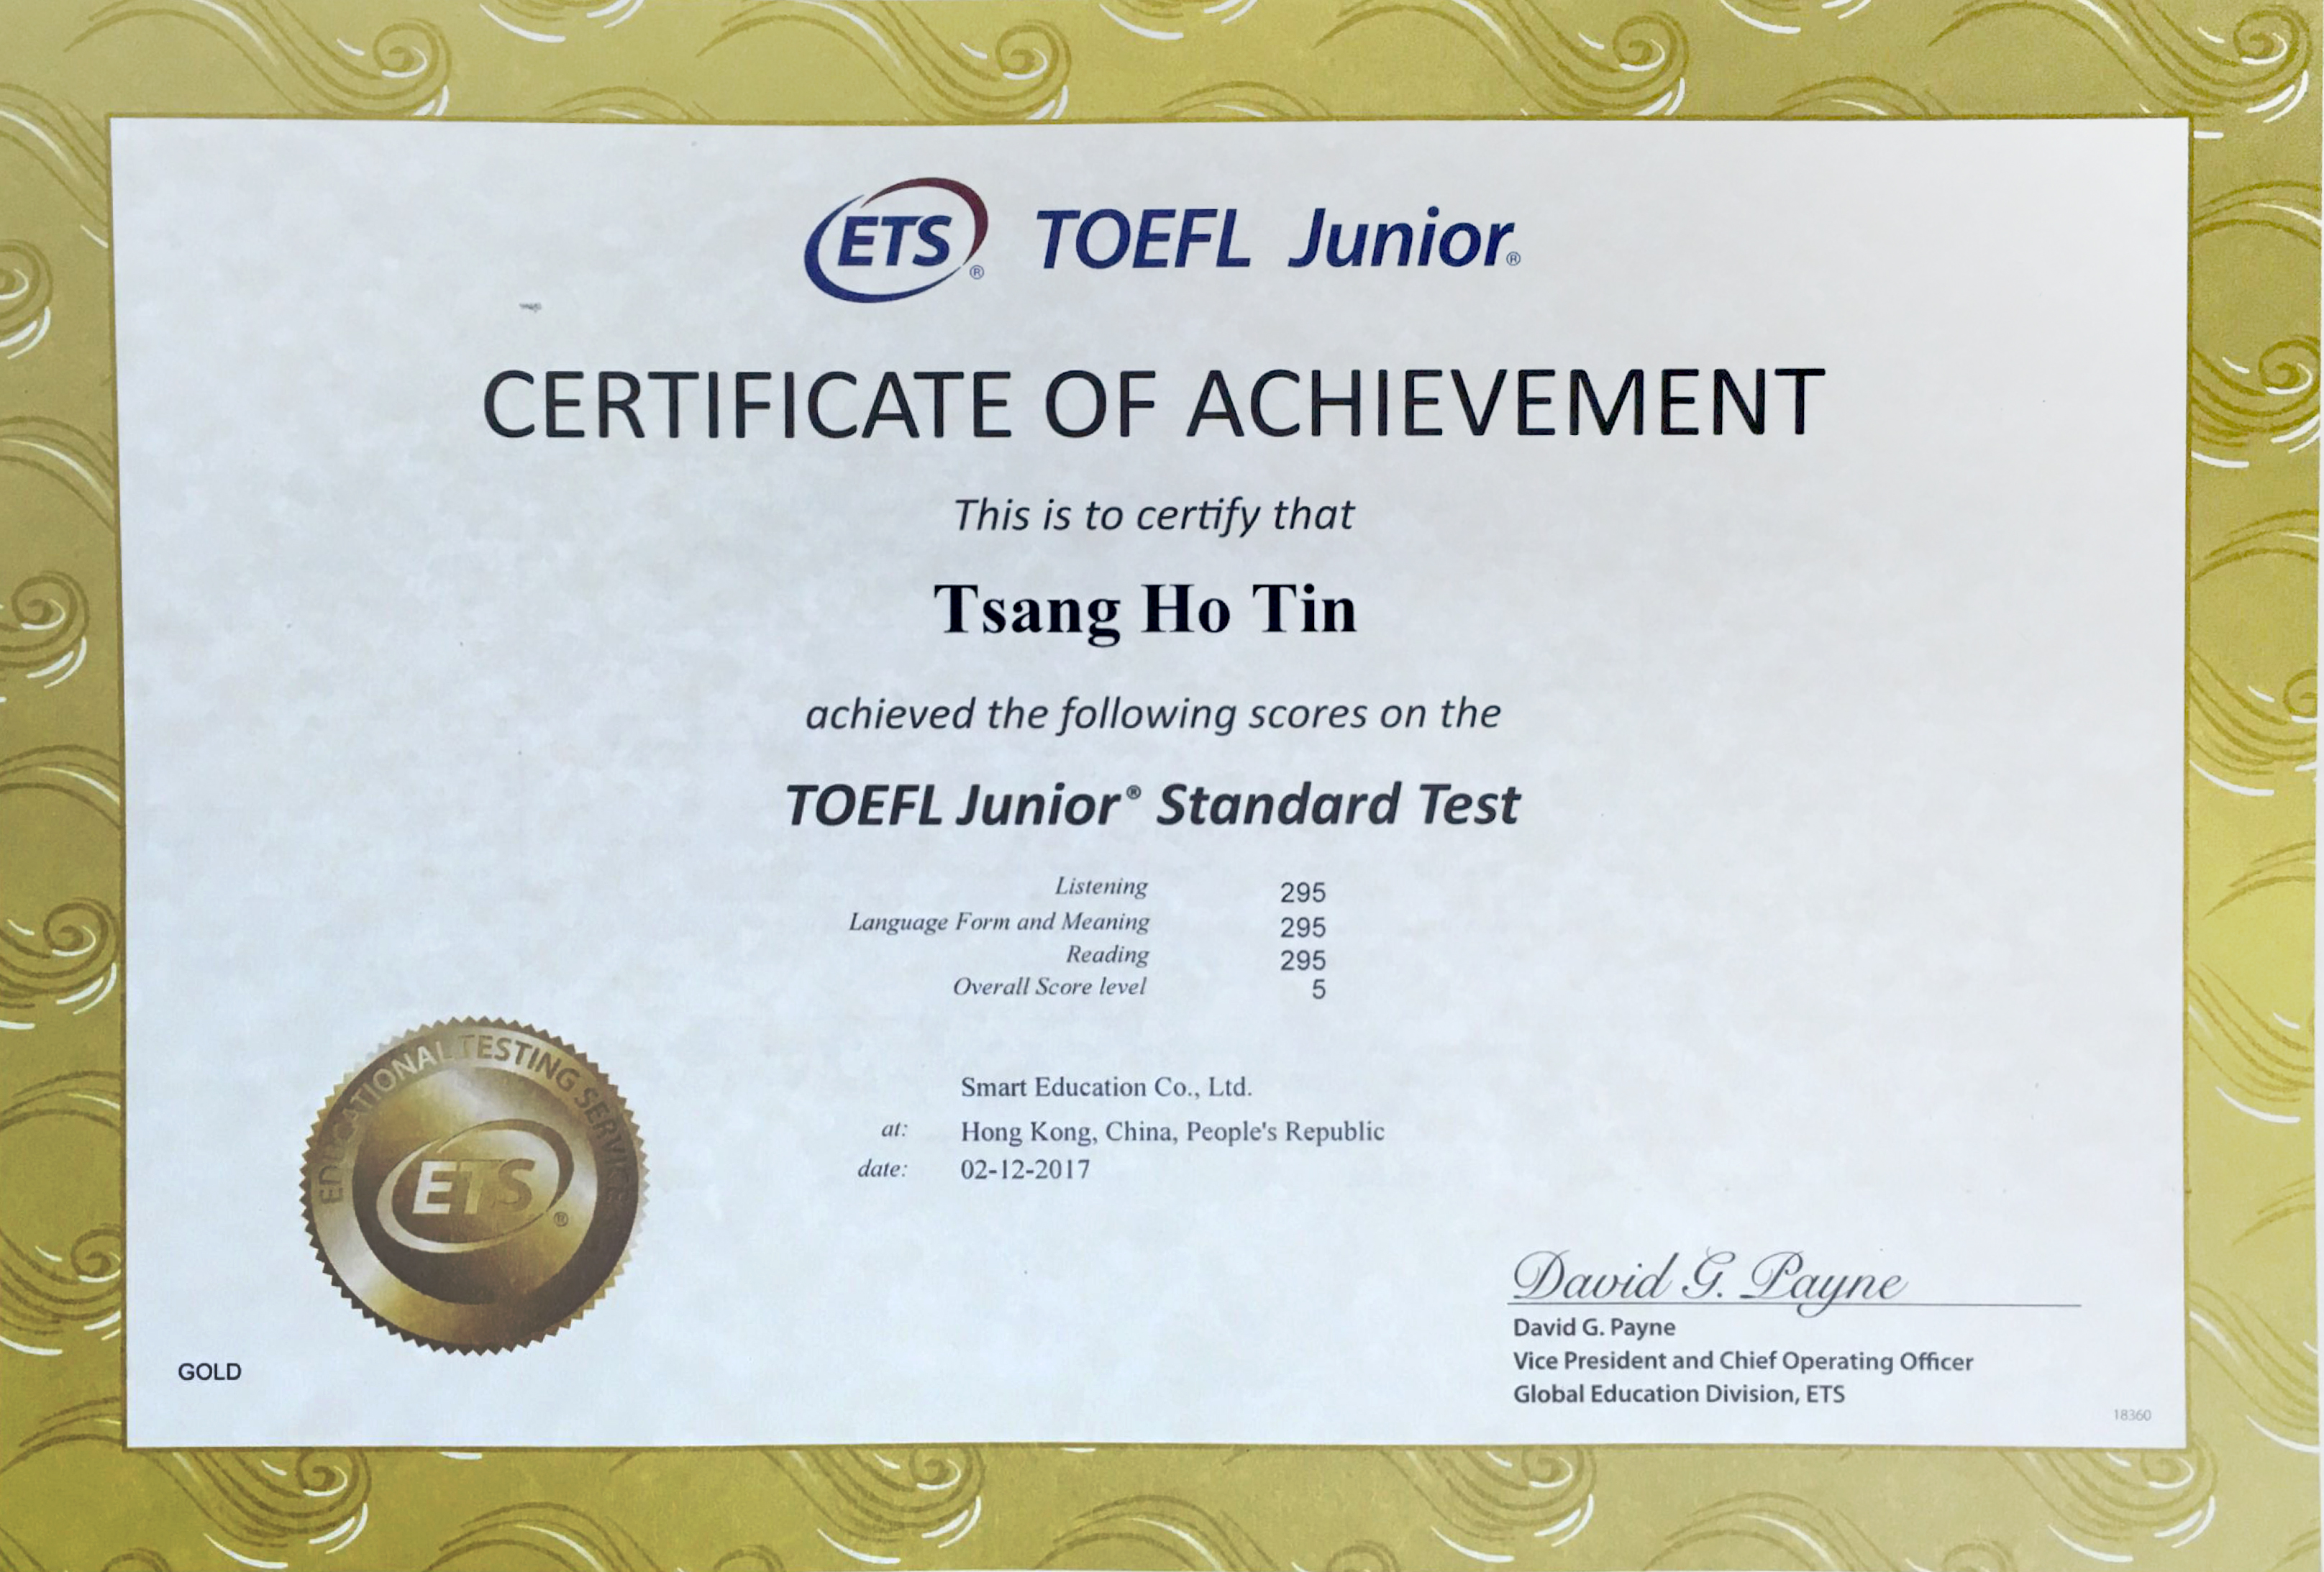 ETS® TOEFL Junior®
CERTIFICATE OF ACHIEVEMENT
This is to certify that
Tsang Ho Tin
achieved the following scores on the
TOEFL Junior® Standard Test
Listening 295
Language Form and Meaning 295
Reading 295
Overall Score level 5
Smart Education Co., Ltd.
at: Hong Kong, China, People's Republic
date: 02-12-2017
EDUCATIONAL TESTING SERVICE
ETS®
GOLD
David G. Payne
David G. Payne
Vice President and Chief Operating Officer
Global Education Division, ETS
18360